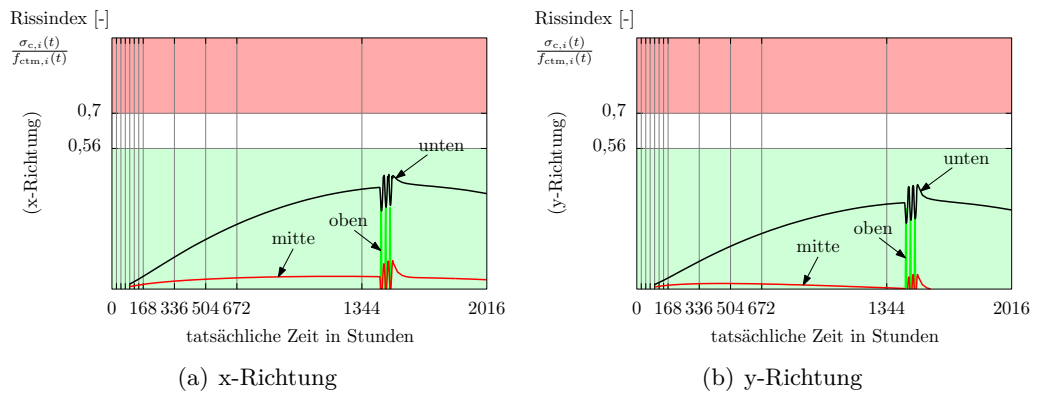 Rissindex [-]
σc,i(t)
fctm,i(t)
0,7
0,56
(x-Richtung)
unten
oben
mitte
0 168 336 504 672 1344 2016
tatsächliche Zeit in Stunden
(a) x-Richtung
Rissindex [-]
σc,i(t)
fctm,i(t)
0,7
0,56
(y-Richtung)
unten
oben
mitte
0 168 336 504 672 1344 2016
tatsächliche Zeit in Stunden
(b) y-Richtung